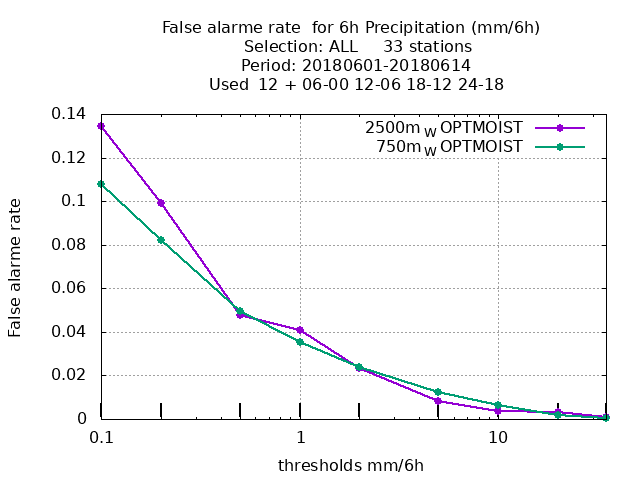 False alarme rate  for 6h Precipitation (mm/6h)
Selection: ALL     33 stations
Period: 20180601-20180614
Used  12 + 06-00 12-06 18-12 24-18
2500m W OPTMOIST
750m W OPTMOIST
0.14
0.12
0.1
0.08
0.06
0.04
0.02
0
False alarme rate
0.1
1
10
thresholds mm/6h